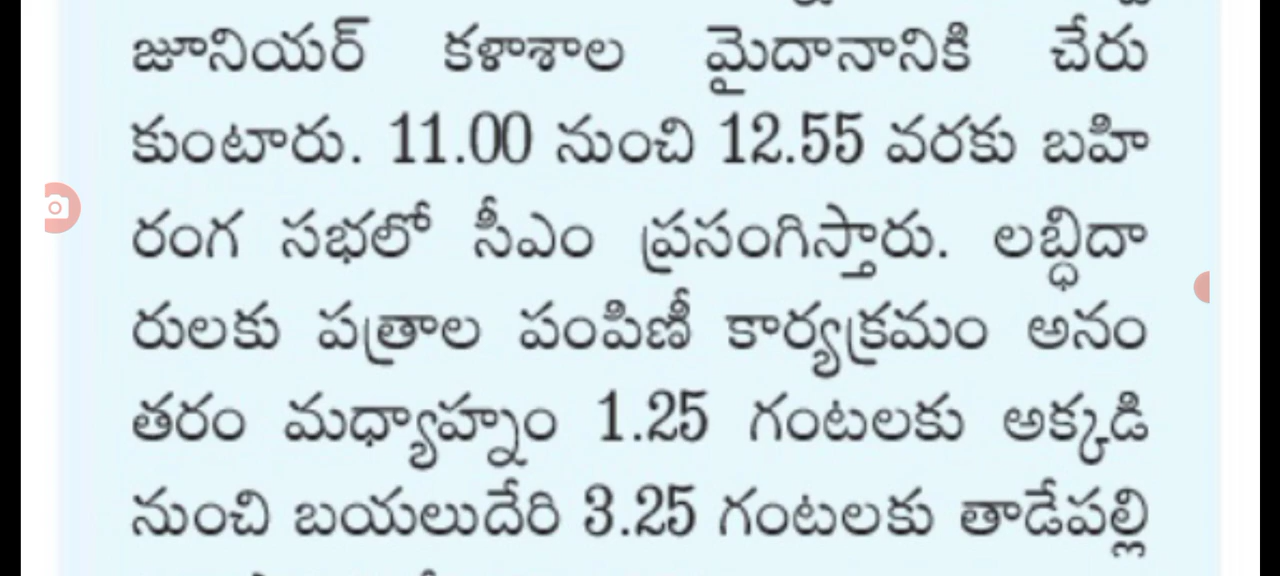 జూనియర్ కళాశాల మైదానానికి చేరు
కుంటారు. 11.00 నుంచి 12.55 వరకు బహి
రంగ సభలో సీఎం ప్రసంగిస్తారు. లబ్ధిదా
రులకు పత్రాల పంపిణీ కార్యక్రమం అనం
తరం మధ్యాహ్నం 1.25 గంటలకు అక్కడి
నుంచి బయలుదేరి 3.25 గంటలకు తాడేపల్లి